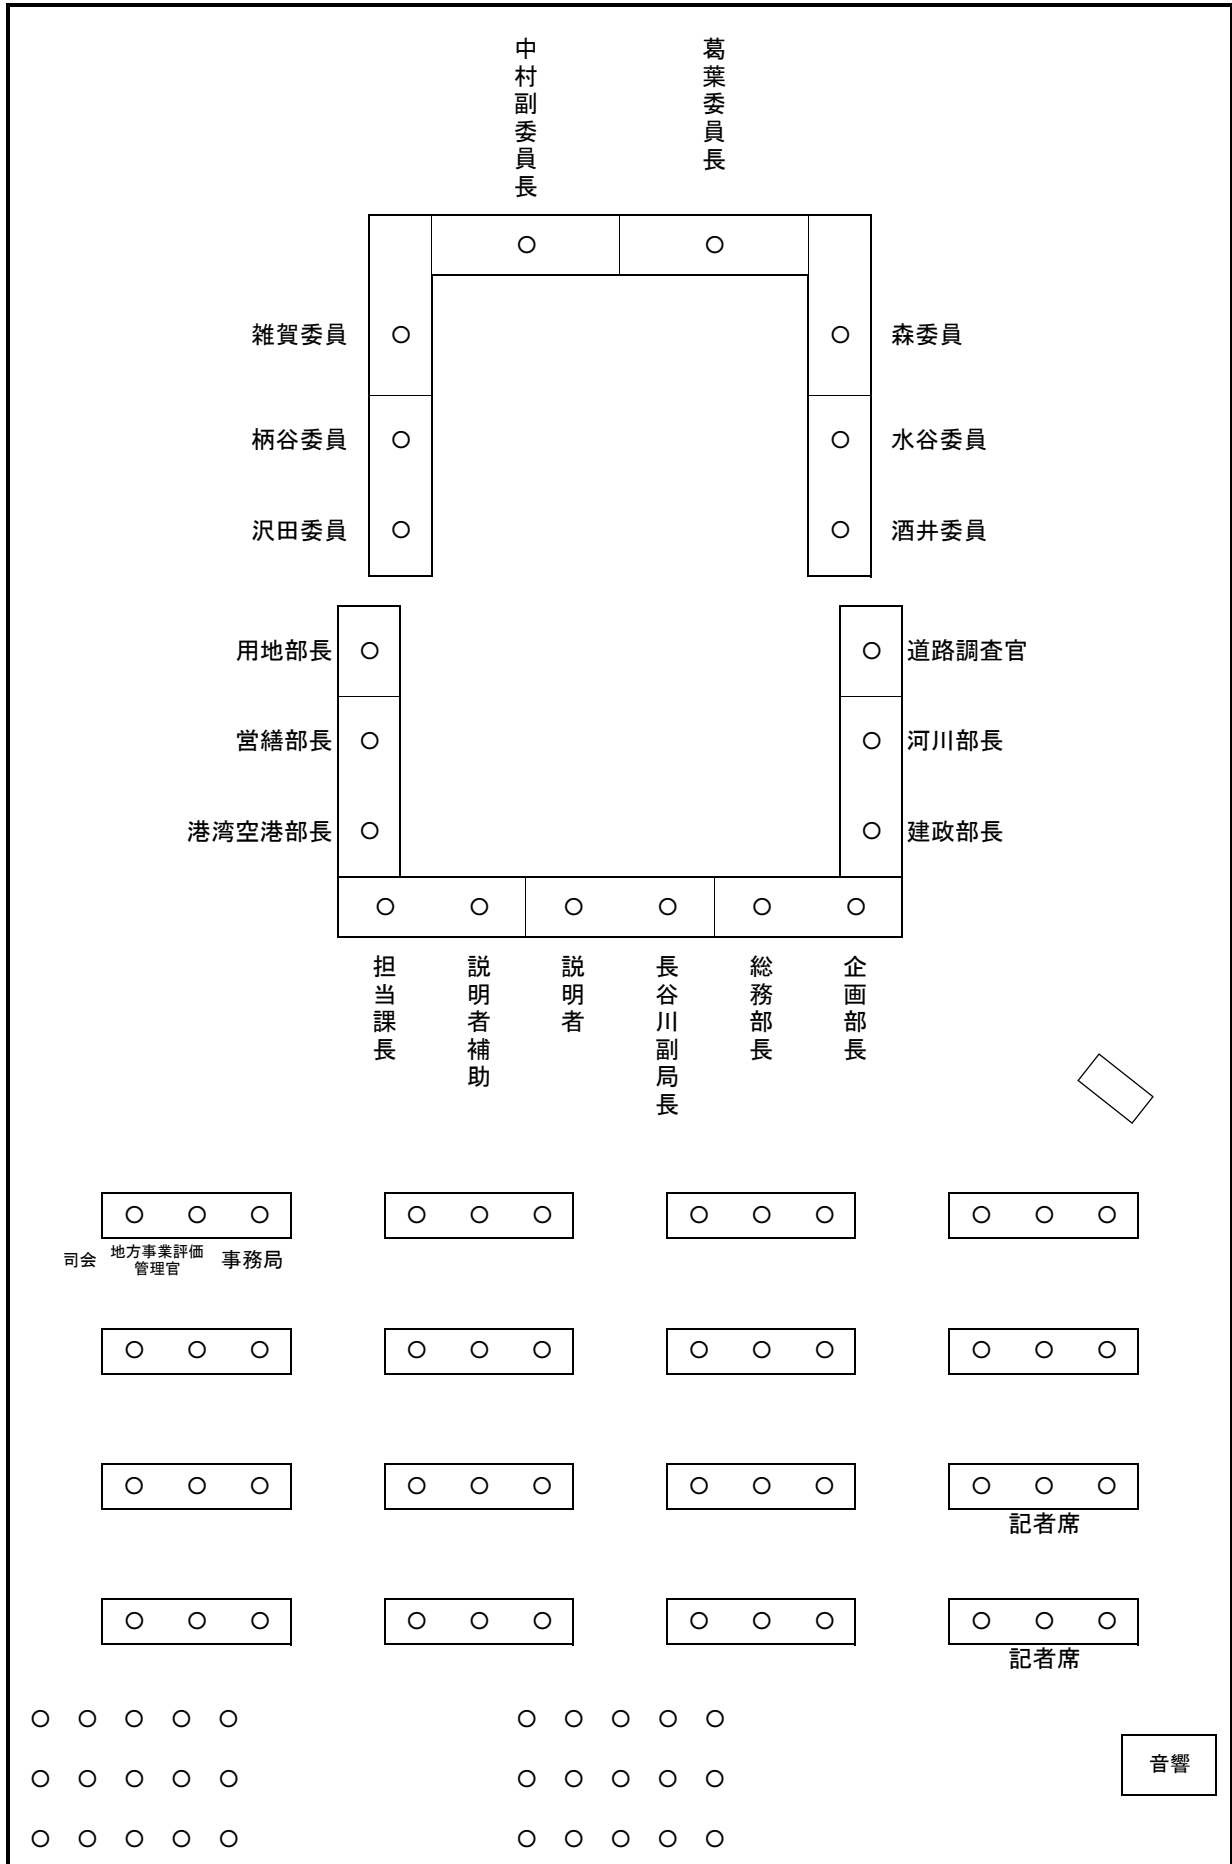 中村副委員長
葛葉委員長
雑賀委員
森委員
柄谷委員
水谷委員
沢田委員
酒井委員
用地部長
道路調査官
営繕部長
河川部長
港湾空港部長
建政部長
担当課長
説明者補助
説明者
長谷川副局長
総務部長
企画部長
司会
地方事業評価
管理官
事務局
記者席
記者席
音響